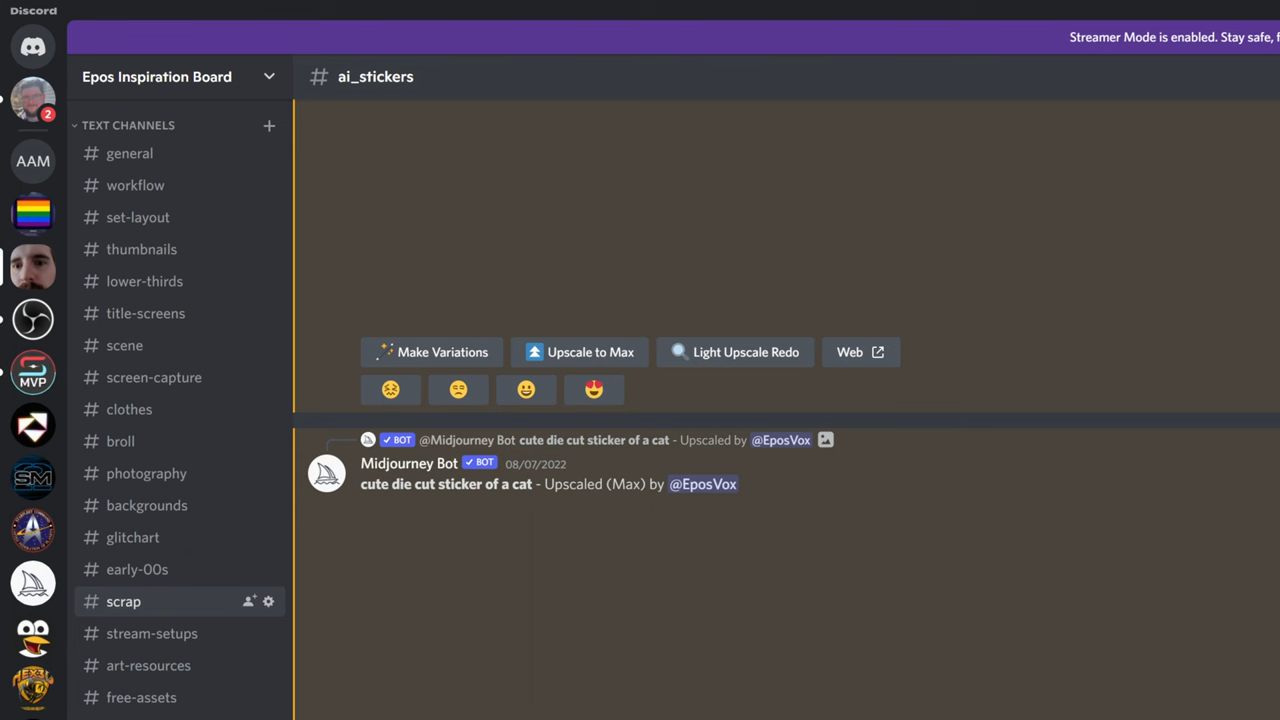 Discord
Streamer Mode is enabled. Stay safe, f
Epos Inspiration Board
# ai_stickers
2
TEXT CHANNELS
AAM
# general
# workflow
# set-layout
# thumbnails
# lower-thirds
# title-screens
# scene
# screen-capture
MVP
# clothes
# broll
# photography
SM
# backgrounds
# glitchart
# early-00s
# scrap
# stream-setups
# art-resources
# free-assets
Make Variations
Upscale to Max
Light Upscale Redo
Web
BOT @Midjourney Bot cute die cut sticker of a cat - Upscaled by @EposVox
Midjourney Bot BOT 08/07/2022
cute die cut sticker of a cat - Upscaled (Max) by @EposVox